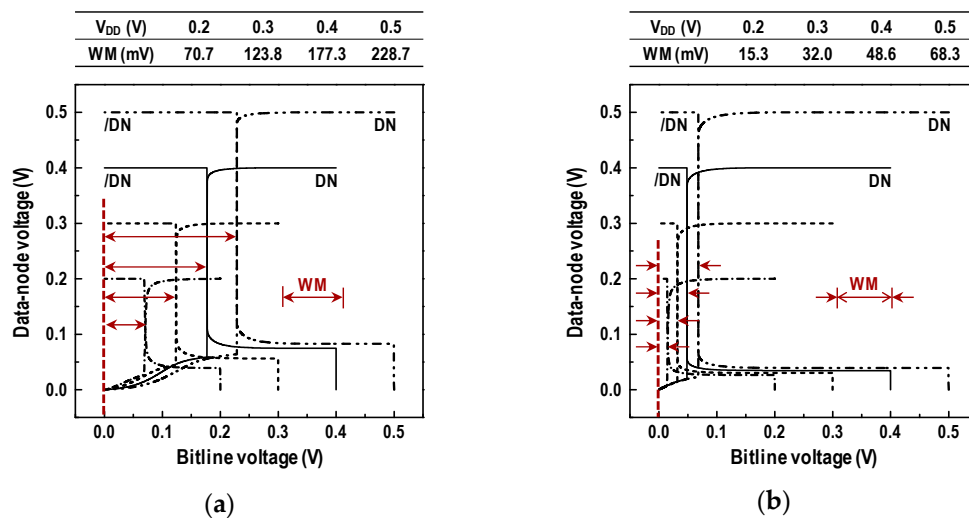 V_DD (V) 0.2 0.3 0.4 0.5
WM (mV) 70.7 123.8 177.3 228.7
0.5
0.4
0.3
0.2
0.1
0.0
Data-node voltage (V)
/DN
DN
/DN
DN
WM
0.0 0.1 0.2 0.3 0.4 0.5
Bitline voltage (V)
(a)
V_DD (V) 0.2 0.3 0.4 0.5
WM (mV) 15.3 32.0 48.6 68.3
0.5
0.4
0.3
0.2
0.1
0.0
Data-node voltage (V)
/DN
DN
/DN
DN
WM
0.0 0.1 0.2 0.3 0.4 0.5
Bitline voltage (V)
(b)